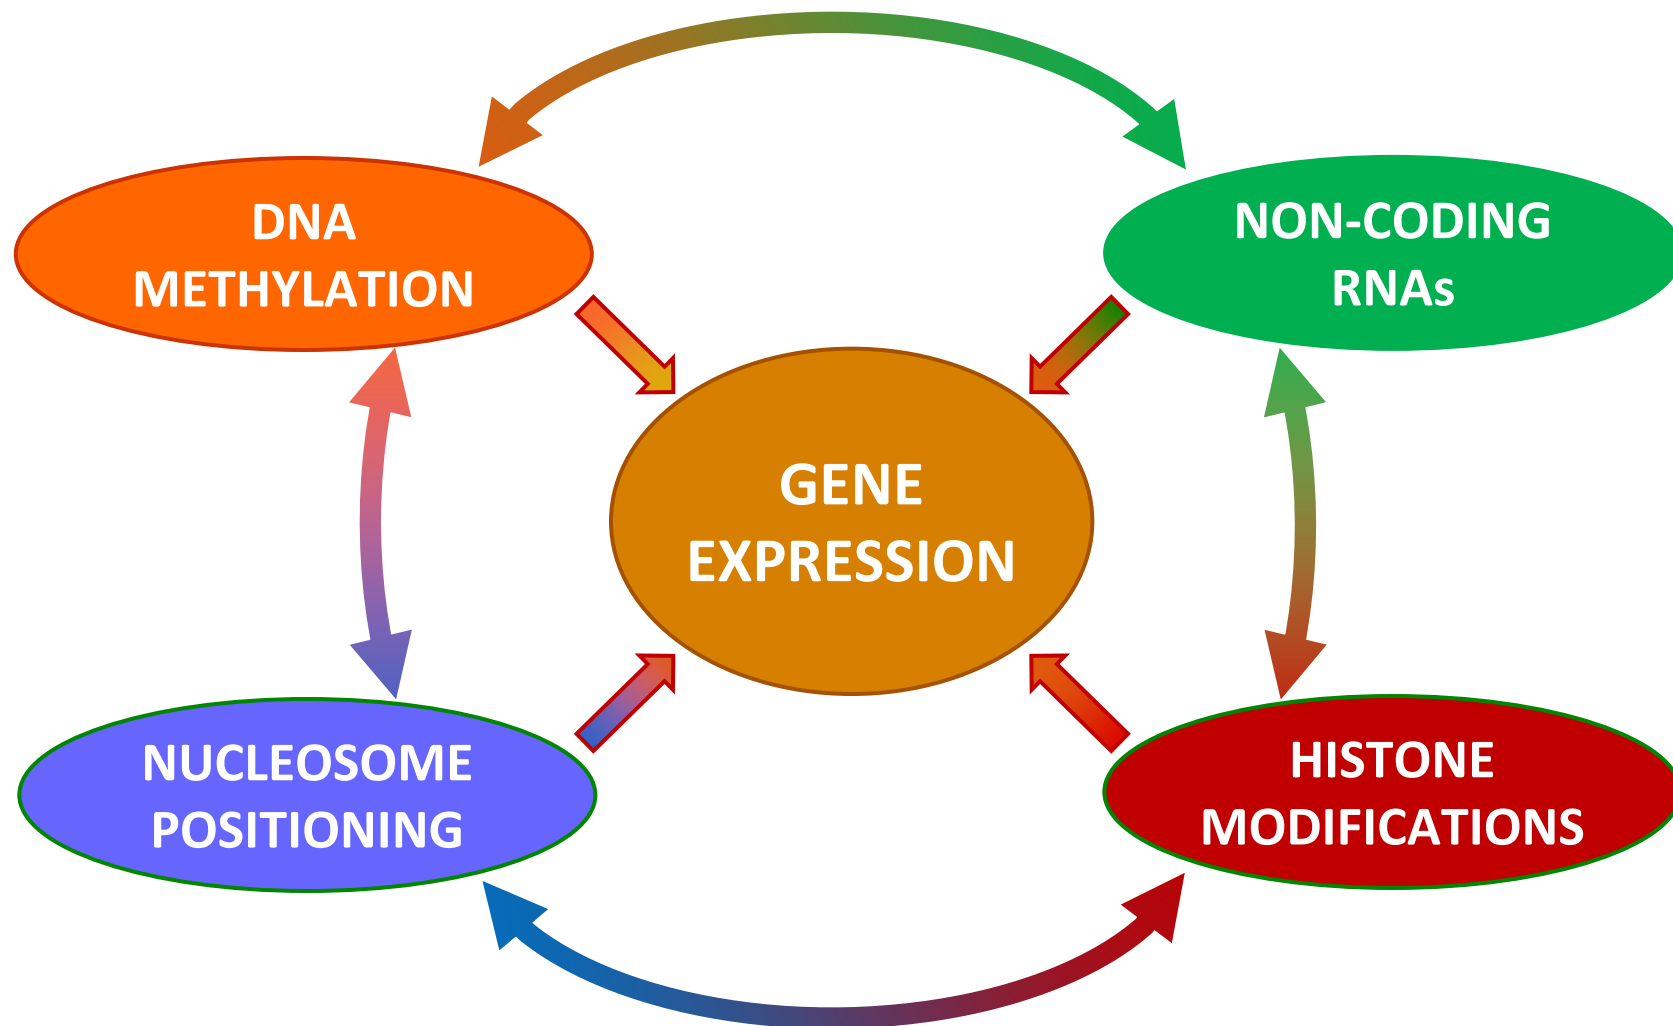 DNA
METHYLATION
NON-CODING
RNAs
GENE
EXPRESSION
NUCLEOSOME
POSITIONING
HISTONE
MODIFICATIONS